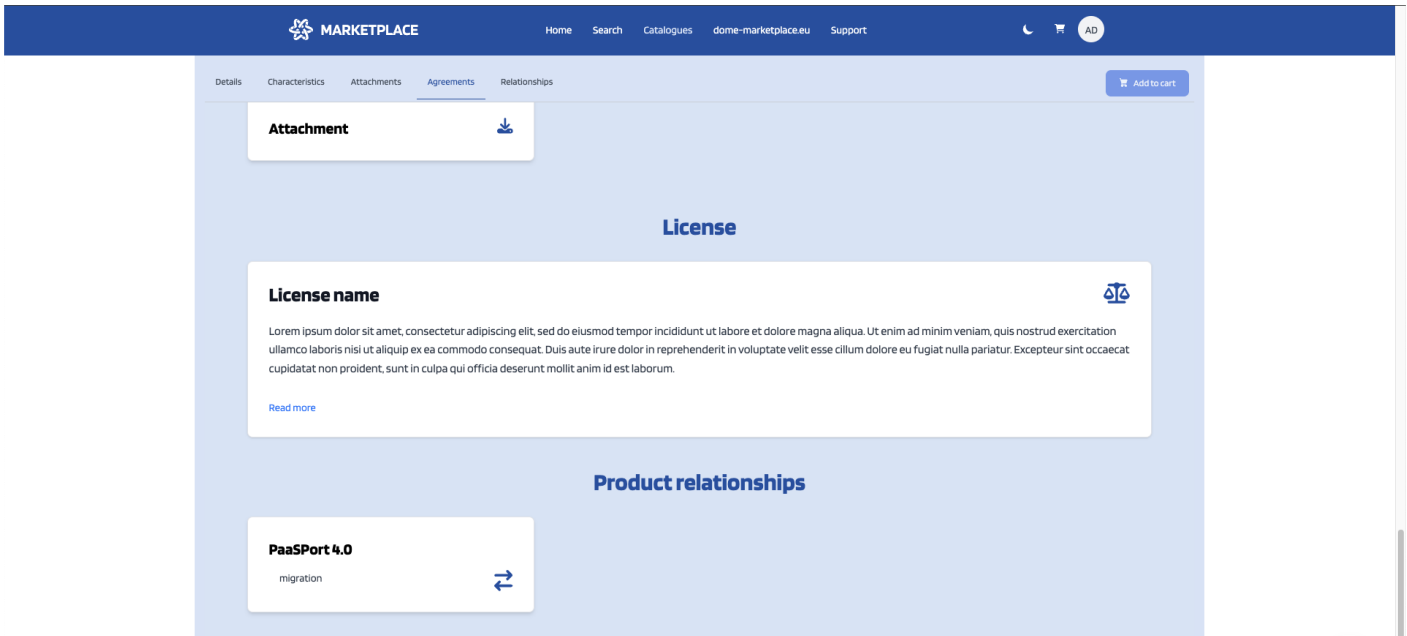 MARKETPLACE Home Search Catalogues dome-marketplace.eu Support AD
Details Characteristics Attachments Agreements Relationships Add to cart
Attachment
License
License name
Lorem ipsum dolor sit amet, consectetur adipiscing elit, sed do eiusmod tempor incididunt ut labore et dolore magna aliqua. Ut enim ad minim veniam, quis nostrud exercitation
ullamco laboris nisi ut aliquip ex ea commodo consequat. Duis aute irure dolor in reprehenderit in voluptate velit esse cillum dolore eu fugiat nulla pariatur. Excepteur sint occaecat
cupidatat non proident, sunt in culpa qui officia deserunt mollit anim id est laborum.
Read more
Product relationships
PaaSPort 4.0
migration